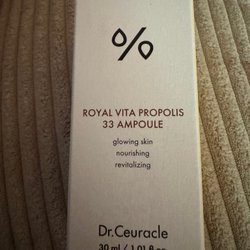 %
ROYAL VITA PROPOLIS
33 AMPOULE
glowing skin
nourishing
revitalizing
Dr.Ceuracle
30 ml / 1.01 fl oz